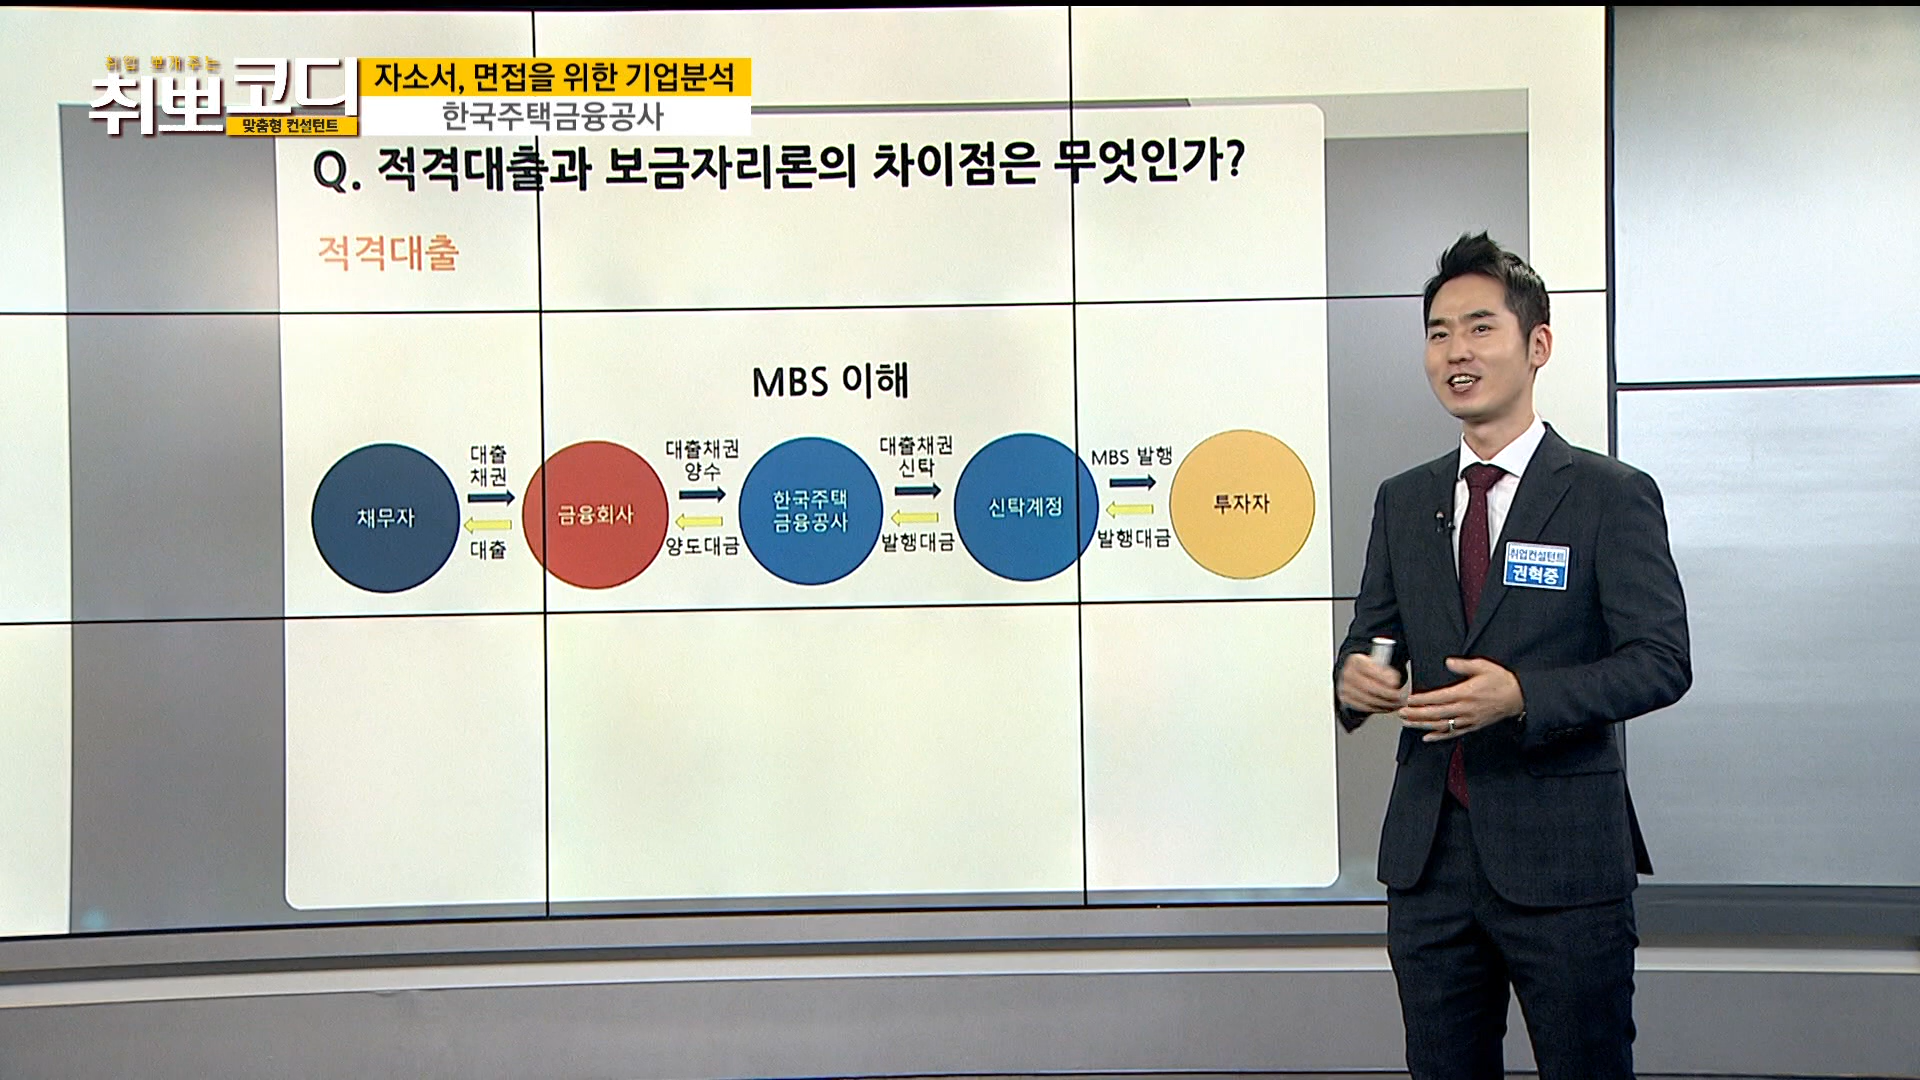 취업 뽀개주는
취뽀코디
맞춤형 컨설턴트
자소서, 면접을 위한 기업분석
한국주택금융공사
Q. 적격대출과 보금자리론의 차이점은 무엇인가?
적격대출
MBS 이해
채무자
대출
채권
대출
금융회사
대출채권
양수
양도대금
한국주택
금융공사
대출채권
신탁
발행대금
신탁계정
MBS 발행
발행대금
투자자
취업컨설턴트
권혁중